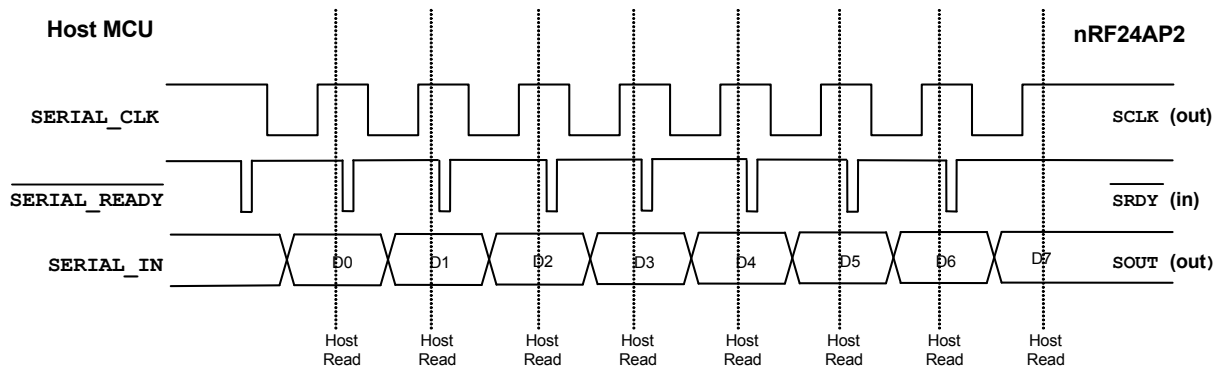 Host MCU
nRF24AP2
SERIAL_CLK
SCLK (out)
SERIAL_READY
SRDY (in)
SERIAL_IN
D0 D1 D2 D3 D4 D5 D6 D7
SOUT (out)
Host Host Host Host Host Host Host Host
Read Read Read Read Read Read Read Read